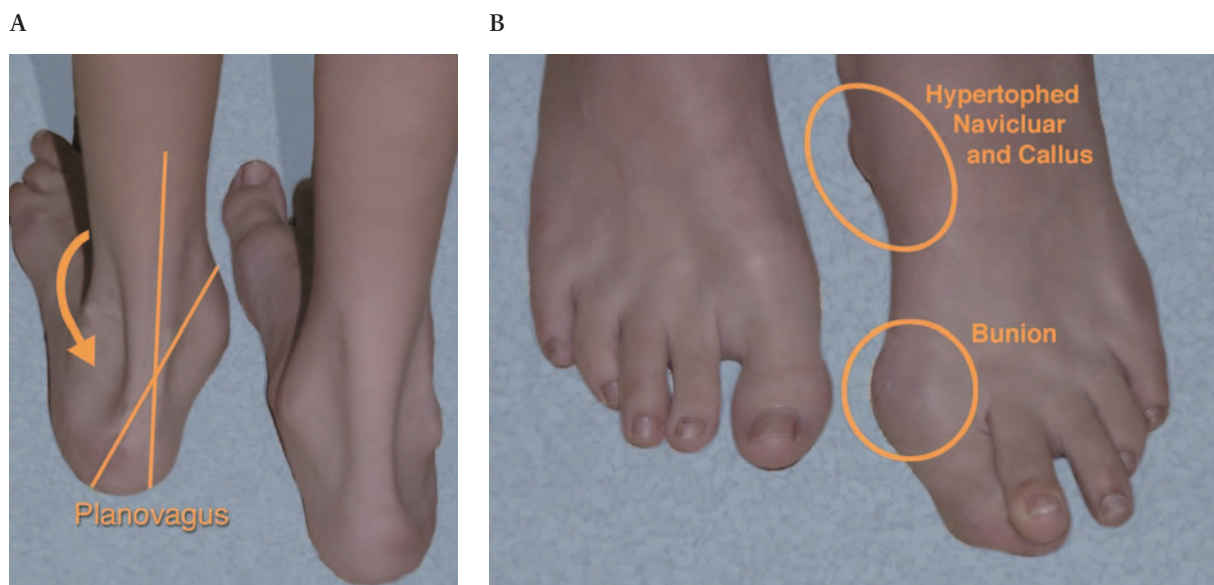 A
B
Hypertophed
Navicluar
and Callus
Bunion
Planovagus